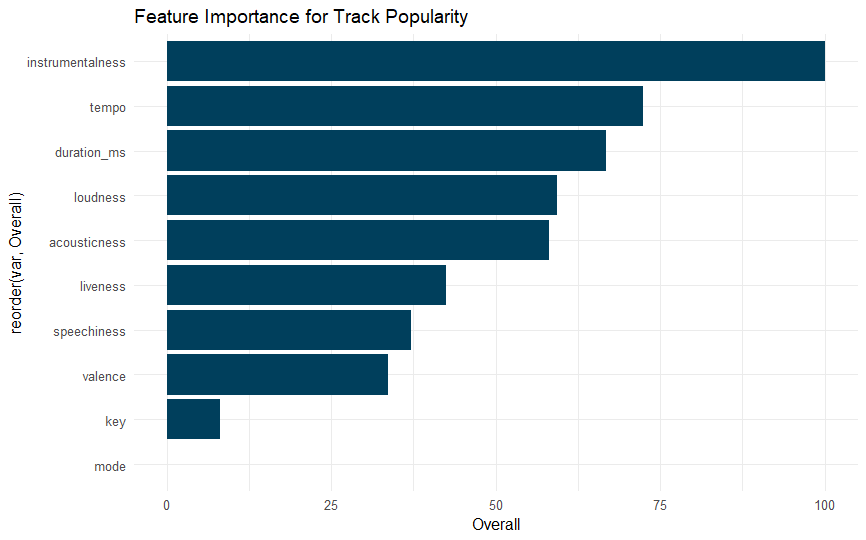 Feature Importance for Track Popularity
reorder(var, Overall)
instrumentalness
tempo
duration_ms
loudness
acousticness
liveness
speechiness
valence
key
mode
0 25 50 75 100
Overall